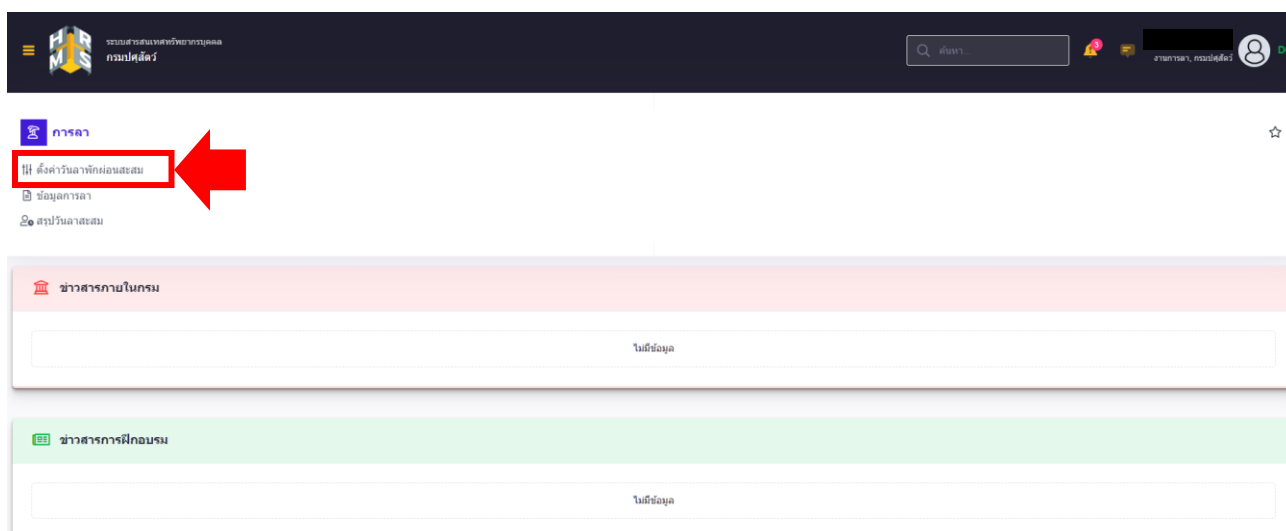 HRMS
ระบบสารสนเทศทรัพยากรบุคคล
กรมปศุสัตว์
ค้นหา...
3
งานการลา, กรมปศุสัตว์
D
การลา
ตั้งค่าวันลาพักผ่อนสะสม
ข้อมูลการลา
สรุปวันลาสะสม
ข่าวสารภายในกรม
ไม่มีข้อมูล
ข่าวสารการฝึกอบรม
ไม่มีข้อมูล